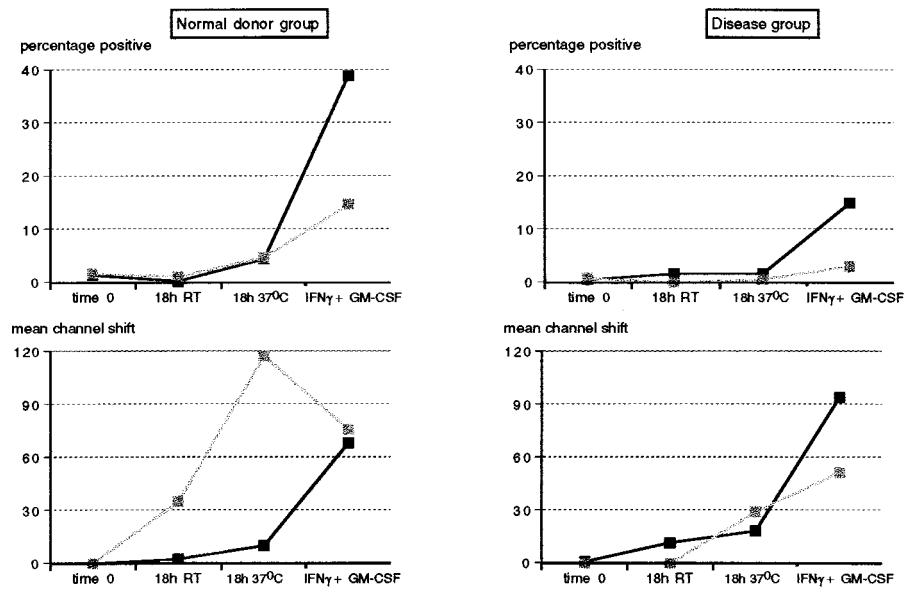 Normal donor group
percentage positive
40
30
20
10
0
time 0 18h RT 18h 37⁰C IFNγ+ GM-CSF
Disease group
percentage positive
40
30
20
10
0
time 0 18h RT 18h 37⁰C IFNγ+ GM-CSF
mean channel shift
120
90
60
30
0
time 0 18h RT 18h 37⁰C IFNγ+ GM-CSF
mean channel shift
120
90
60
30
0
time 0 18h RT 18h 37⁰C IFNγ+ GM-CSF